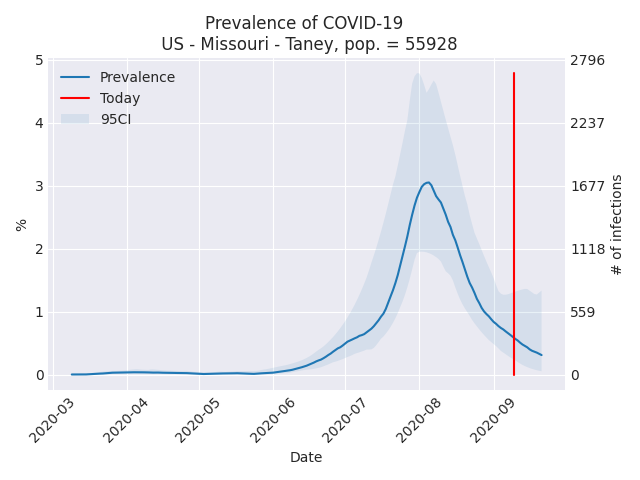 Prevalence of COVID-19
US - Missouri - Taney, pop. = 55928
Prevalence
Today
95CI
5
4
3
2
1
0
%
2796
2237
1677
1118
559
0
# of infections
2020-03
2020-04
2020-05
2020-06
2020-07
2020-08
2020-09
Date